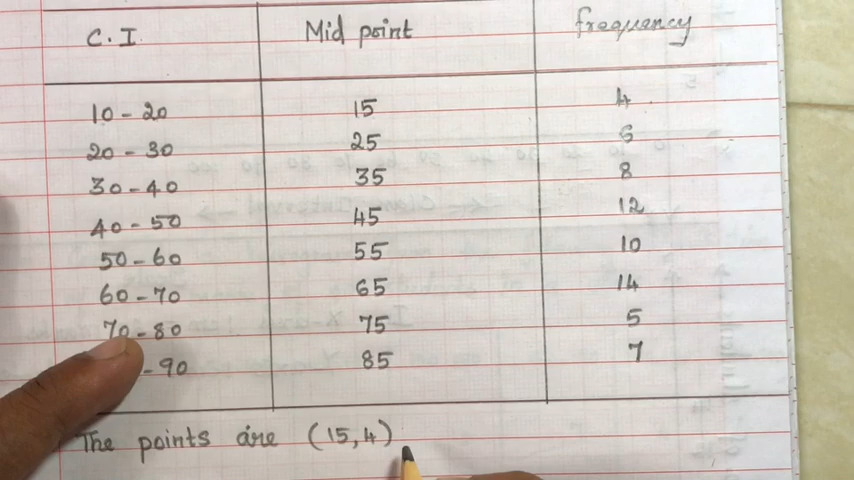 C.I. Mid point frequency
10-20 15 4
20-30 25 6
30-40 35 8
40-50 45 12
50-60 55 10
60-70 65 14
70-80 75 5
-90 85 7
The points are (15,4)